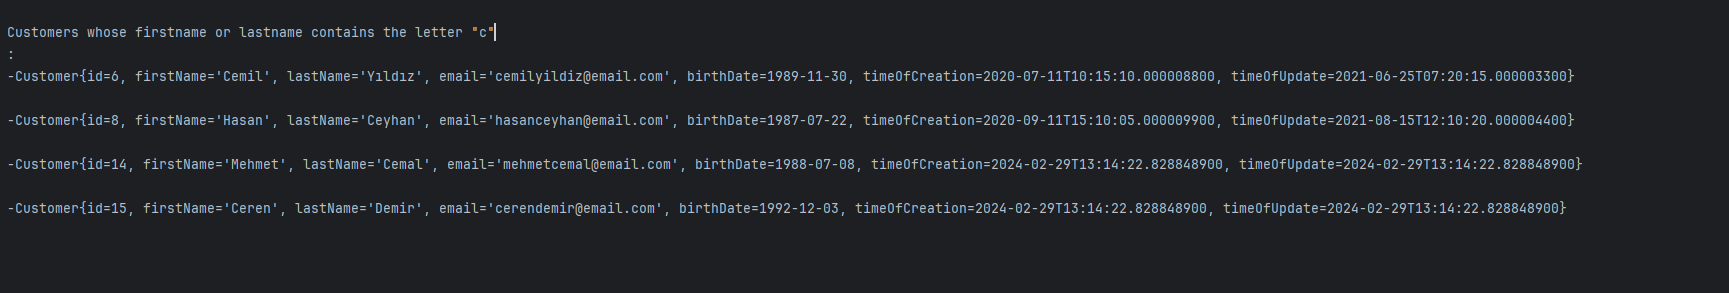 Customers whose firstname or lastname contains the letter "c"
:
-Customer{id=6, firstName='Cemil', lastName='Yıldız', email='cemilyildiz@email.com', birthDate=1989-11-30, timeOfCreation=2020-07-11T10:15:10.000008800, timeOfUpdate=2021-06-25T07:20:15.000003300}
-Customer{id=8, firstName='Hasan', lastName='Ceyhan', email='hasanceyhan@email.com', birthDate=1987-07-22, timeOfCreation=2020-09-11T15:10:05.000009900, timeOfUpdate=2021-08-15T12:10:20.000004400}
-Customer{id=14, firstName='Mehmet', lastName='Cemal', email='mehmetcemal@email.com', birthDate=1988-07-08, timeOfCreation=2024-02-29T13:14:22.828848900, timeOfUpdate=2024-02-29T13:14:22.828848900}
-Customer{id=15, firstName='Ceren', lastName='Demir', email='cerendemir@email.com', birthDate=1992-12-03, timeOfCreation=2024-02-29T13:14:22.828848900, timeOfUpdate=2024-02-29T13:14:22.828848900}